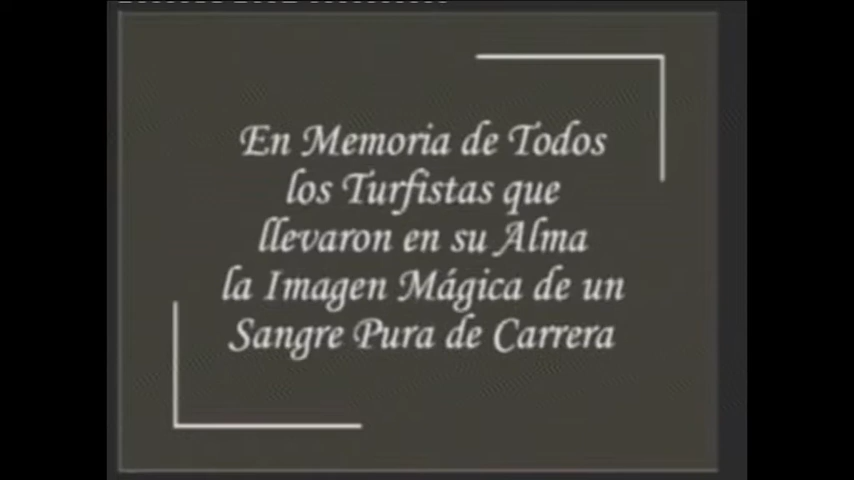 En Memoria de Todos
los Turfistas que
llevaron en su Alma
la Imagen Mágica de un
Sangre Pura de Carrera